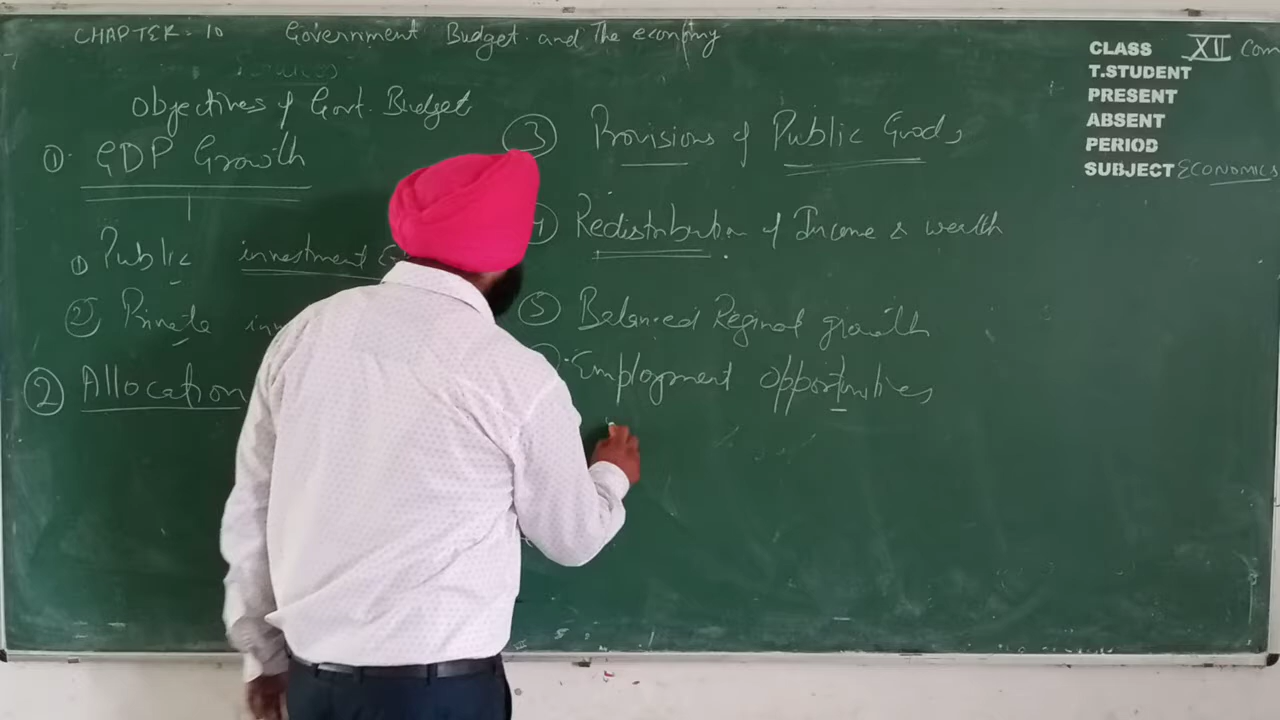 CHAPTER: 10 Government Budget and The economy
Objectives of Govt. Budget
①. GDP Growth
① Public investment
② Private
② Allocation
③ Provisions of Public Goods
Redistribution of Income & wealth
⑤ Balanced Reginal growth
Employment opportunities
CLASS XII Com
T.STUDENT
PRESENT
ABSENT
PERIOD
SUBJECT ECONOMICS